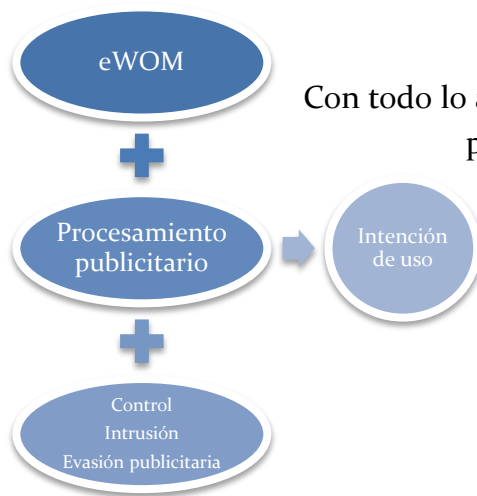 eWOM
Con todo lo
Procesamiento
publicitario
Intención
de uso
Control
Intrusión
Evasión publicitaria